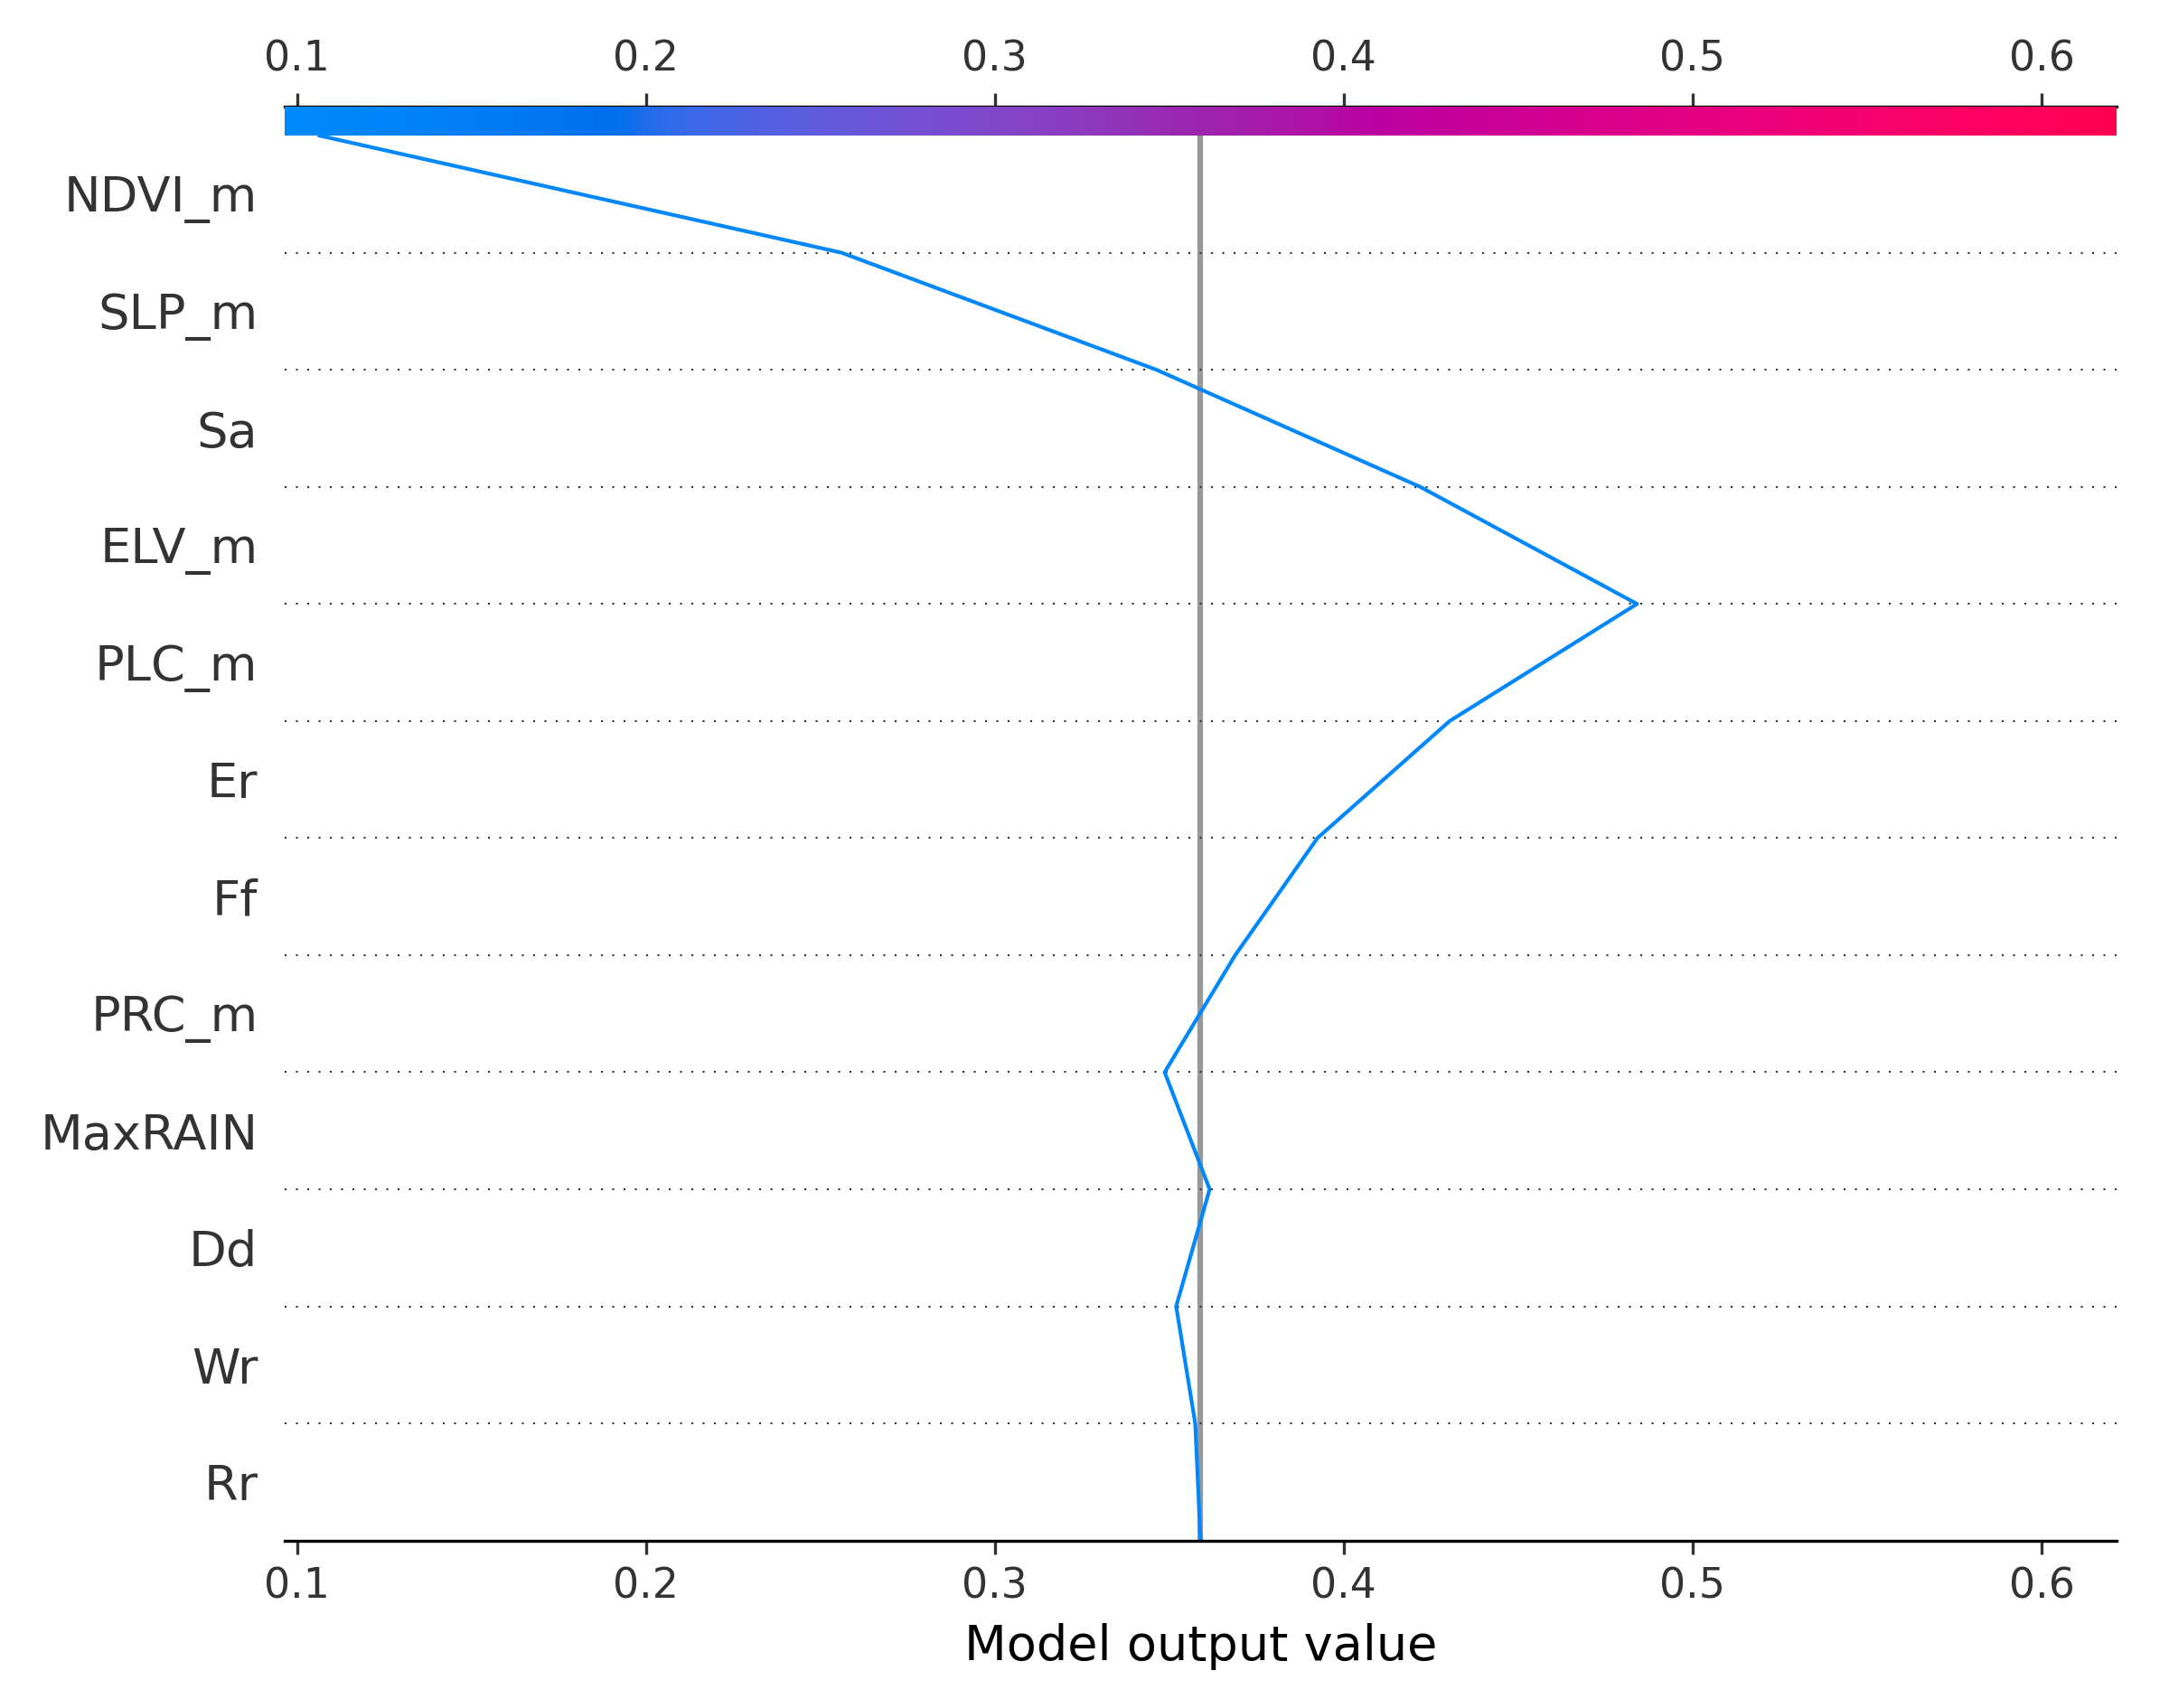 0.1 0.2 0.3 0.4 0.5 0.6
NDVI_m
SLP_m
Sa
ELV_m
PLC_m
Er
Ff
PRC_m
MaxRAIN
Dd
Wr
Rr
0.1 0.2 0.3 0.4 0.5 0.6
Model output value